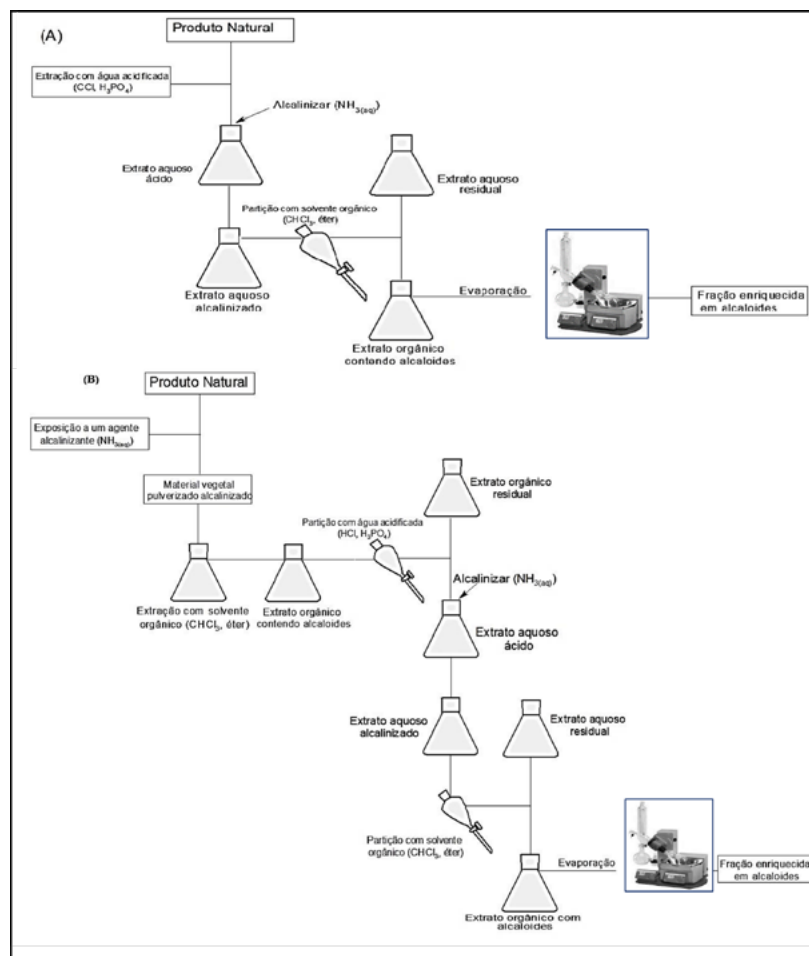 (A)
Produto Natural
Extração com água acificada
(CCl, H3PO4)
Alcalinizar (NH3(aq))
Extrato aquoso
ácido
Extrato aquoso
residual
Partição com solvente orgânico
(CHCl3, éter)
Extrato aquoso
alcalinizado
Evaporação
Fração enriquecida
em alcaloides
Extrato orgânico
contendo alcaloides
(B)
Produto Natural
Exposição a um agente
alcalinizante (NH3(aq))
Material vegetal
pulverizado alcalinizado
Extrato orgânico
residual
Partição com água acidificada
(HCl, H3PO4)
Alcalinizar (NH3(aq))
Extração com solvente
orgânico (CHCl3, éter)
Extrato orgânico
contendo alcaloides
Extrato aquoso
ácido
Extrato aquoso
alcalinizado
Extrato aquoso
residual
Partição com solvente
orgânico (CHCl3, éter)
Evaporação
Fração enriquecida
em alcaloides
Extrato orgânico com
alcaloides